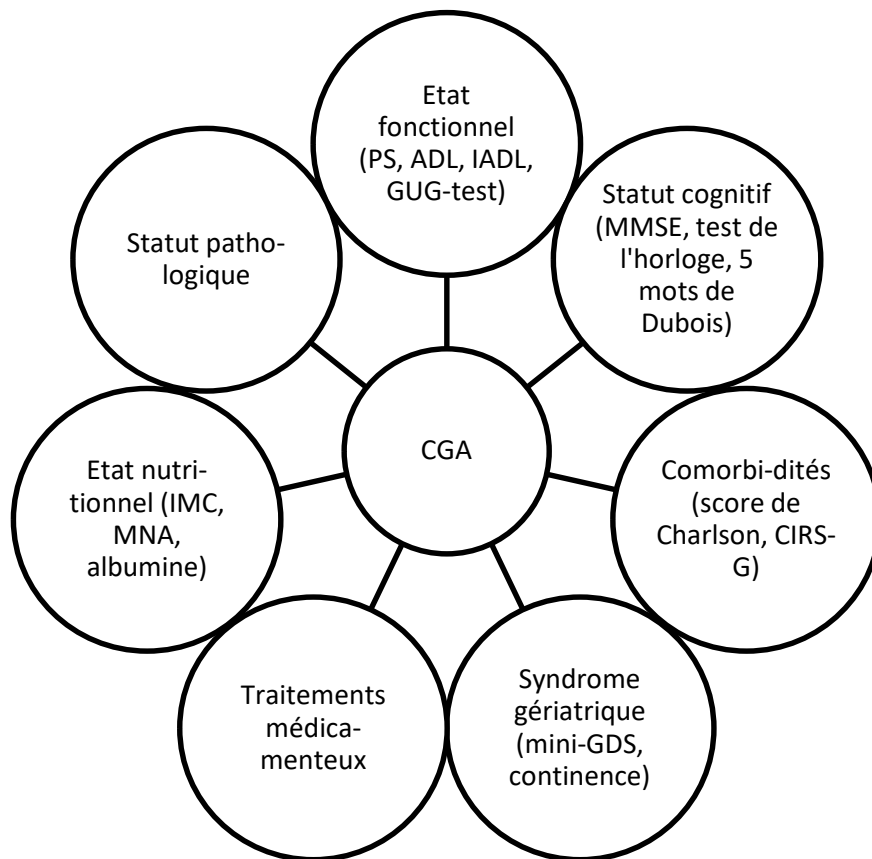 Etat
fonctionnel
(PS, ADL, IADL,
GUG-test)
Statut cognitif
(MMSE, test de
l'horloge, 5
mots de
Dubois)
Comorbi-dités
(score de
Charlson, CIRS-
G)
Syndrome
gériatrique
(mini-GDS,
continence)
Traitements
médica-
menteux
Etat nutri-
tionnel (IMC,
MNA,
albumine)
Statut patho-
logique
CGA